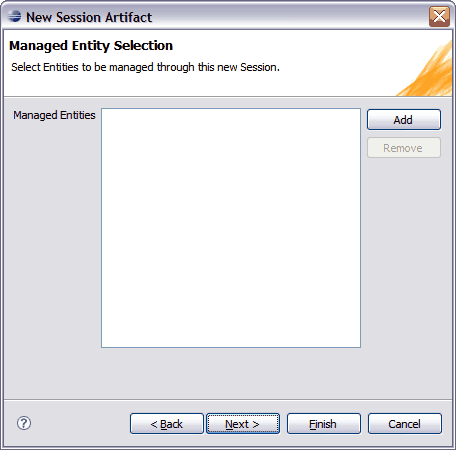 New Session Artifact
Managed Entity Selection
Select Entities to be managed through this new Session.
Managed Entities
Add
Remove
?
< Back
Next >
Finish
Cancel